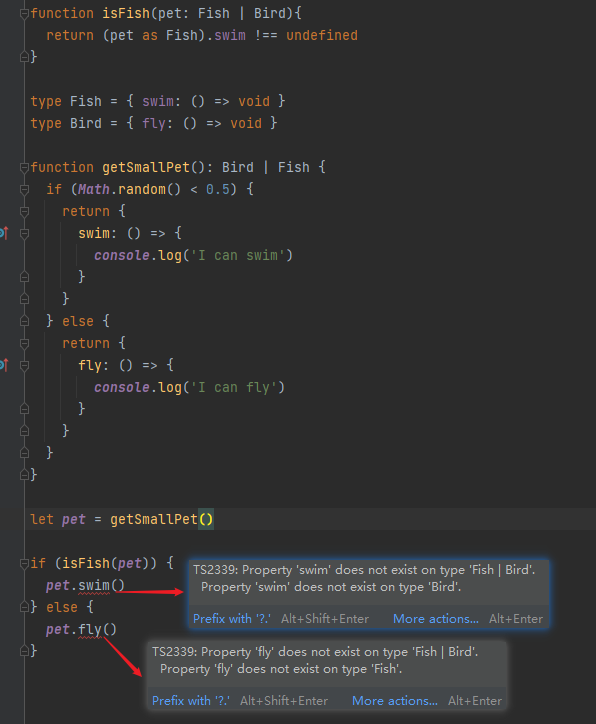 function isFish(pet: Fish | Bird){
  return (pet as Fish).swim !== undefined
}
type Fish = { swim: () => void }
type Bird = { fly: () => void }
function getSmallPet(): Bird | Fish {
  if (Math.random() < 0.5) {
    return {
      swim: () => {
        console.log('I can swim')
      }
    }
  } else {
    return {
      fly: () => {
        console.log('I can fly')
      }
    }
  }
}
let pet = getSmallPet()
if (isFish(pet)) {
  pet.swim()
} else {
  pet.fly()
}
TS2339: Property 'swim' does not exist on type 'Fish | Bird'.
Property 'swim' does not exist on type 'Bird'.
Prefix with '?.' Alt+Shift+Enter More actions... Alt+Enter
TS2339: Property 'fly' does not exist on type 'Fish | Bird'.
Property 'fly' does not exist on type 'Fish'.
Prefix with '?.' Alt+Shift+Enter More actions... Alt+Enter